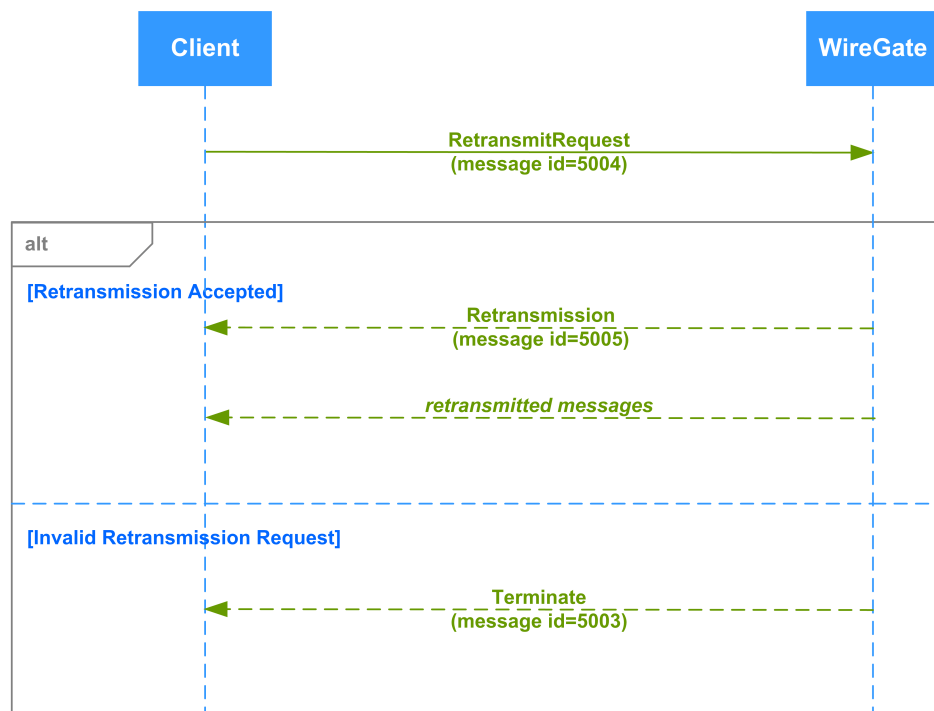 Client
WireGate
RetransmitRequest
(message id=5004)
alt
[Retransmission Accepted]
Retransmission
(message id=5005)
retransmitted messages
[Invalid Retransmission Request]
Terminate
(message id=5003)